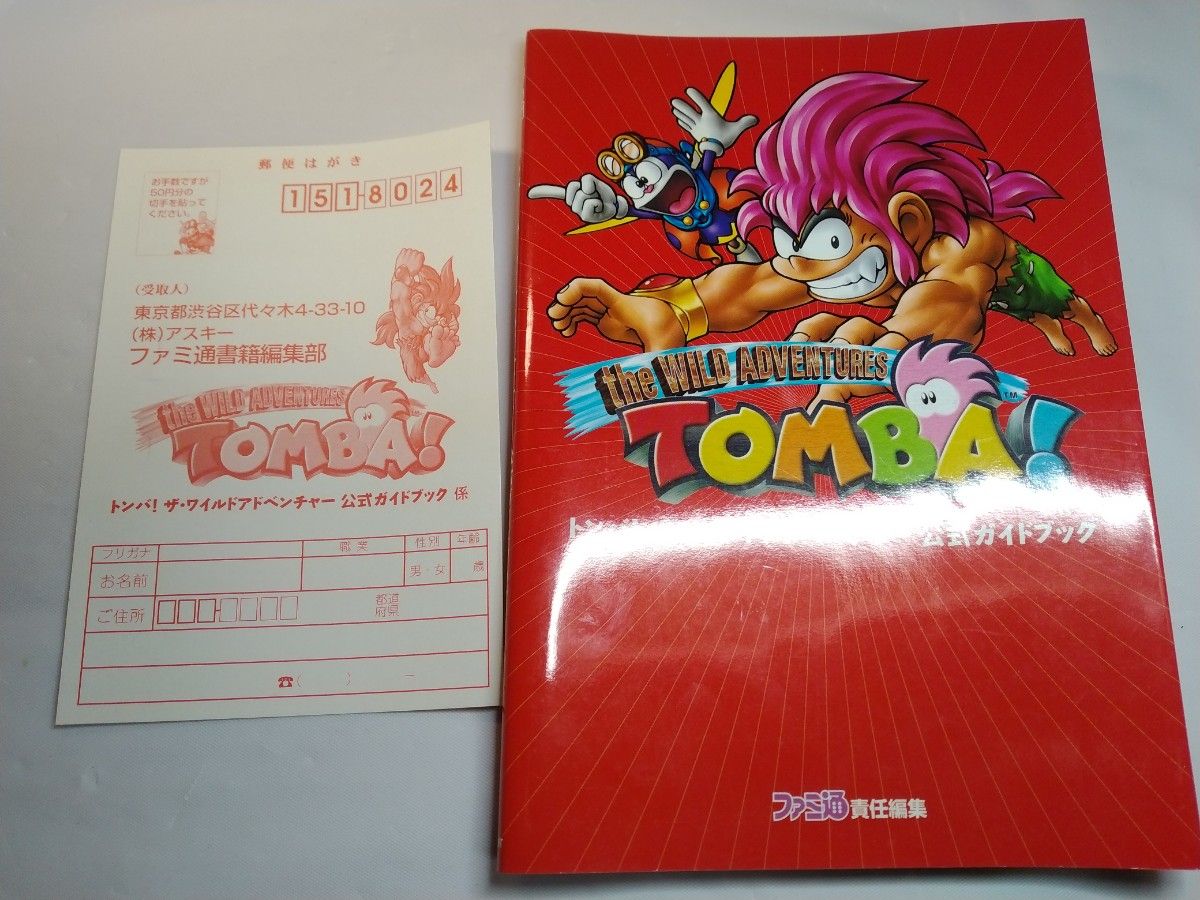 郵便はがき
お手数ですが
50円分の
切手を貼って
ください。
151-8024
(受取人)
東京都渋谷区代々木4-33-10
(株)アスキー
ファミ通書籍編集部
the WILD ADVENTURES
TOMBA!
トンバ! ザ・ワイルドアドベンチャー 公式ガイドブック 係
フリガナ
職業
性別
年齢
お名前
男・女
歳
ご住所
都道
府県
☎( ) −
the WILD ADVENTURES
TOMBA!
TM
公式ガイドブック
ファミ通責任編集